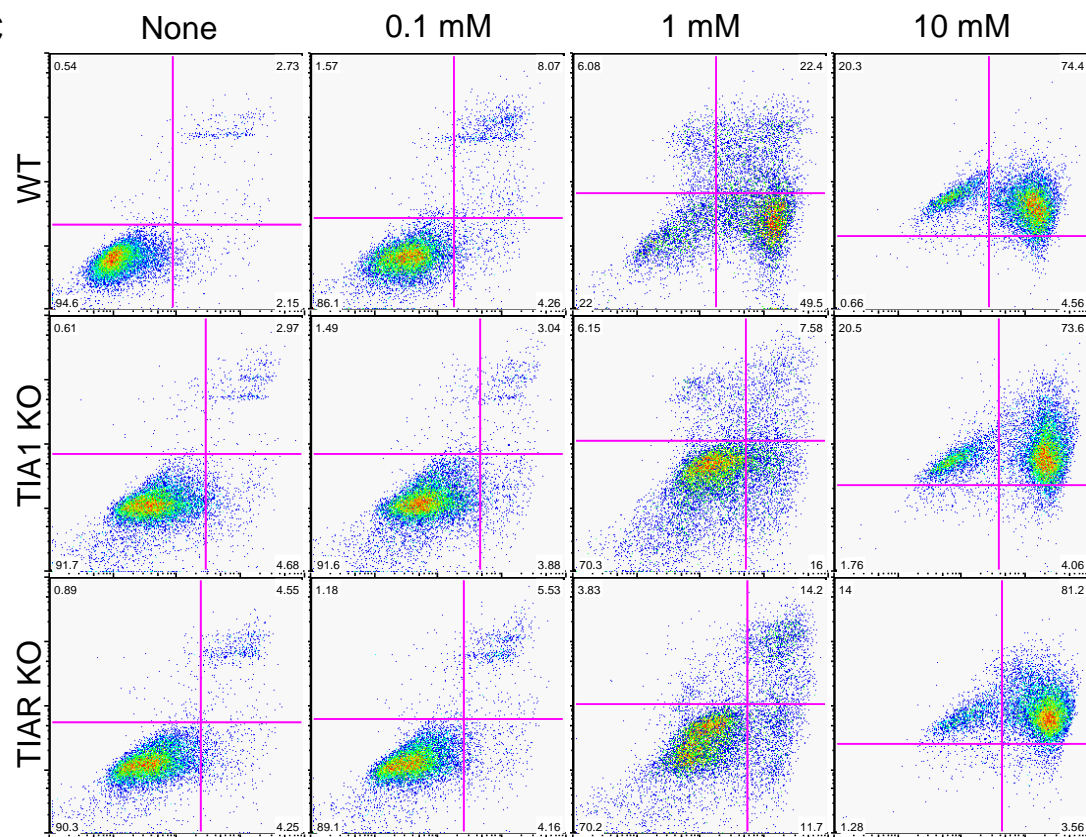 None 0.1 mM 1 mM 10 mM
WT
0.54 2.73 1.57 8.07 6.08 22.4 20.3 74.4
94.6 2.15 86.1 4.26 22 49.5 0.66 4.56
TIA1 KO
0.61 2.97 1.49 3.04 6.15 7.58 20.5 73.6
91.7 4.68 91.6 3.88 70.3 16 1.76 4.06
TIAR KO
0.89 4.55 1.18 5.53 3.83 14.2 14 81.2
90.3 4.25 89.1 4.16 70.2 11.7 1.28 3.56